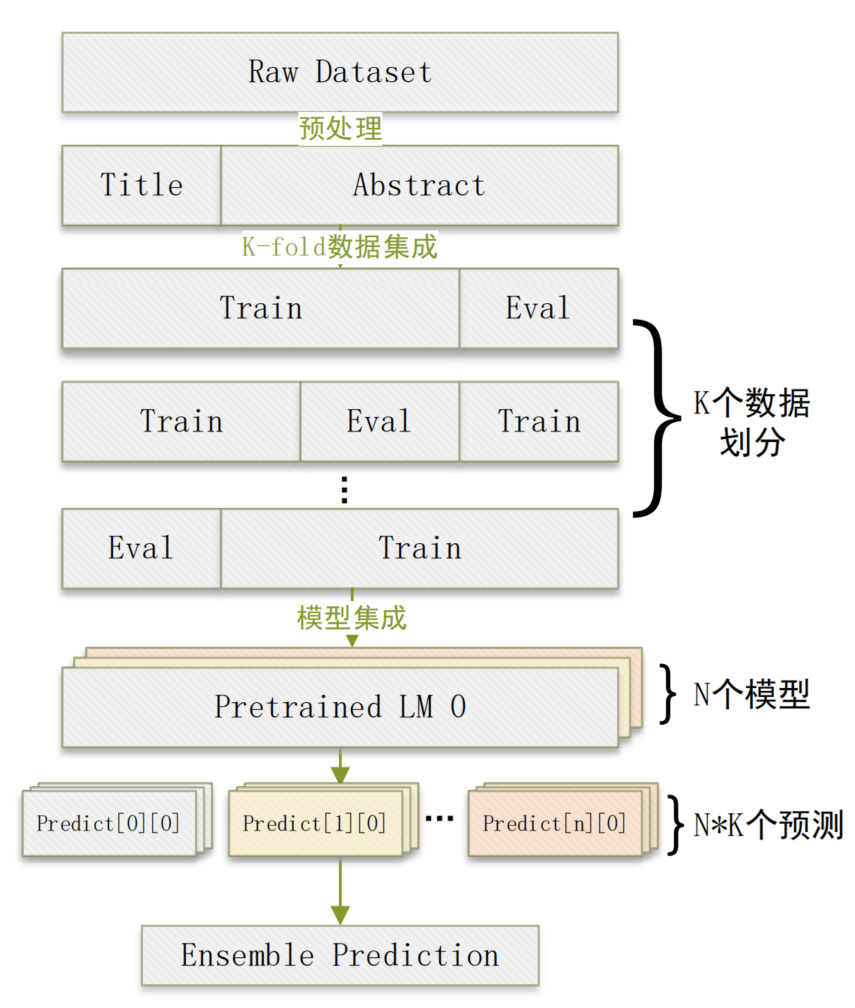 Raw Dataset
预处理
Title
Abstract
K-fold数据集成
Train
Eval
Train
Eval
Train
K个数据
划分
⋮
Eval
Train
模型集成
Pretrained LM 0
N个模型
Predict[0][0]
Predict[1][0]
···
Predict[n][0]
N*K个预测
Ensemble Prediction